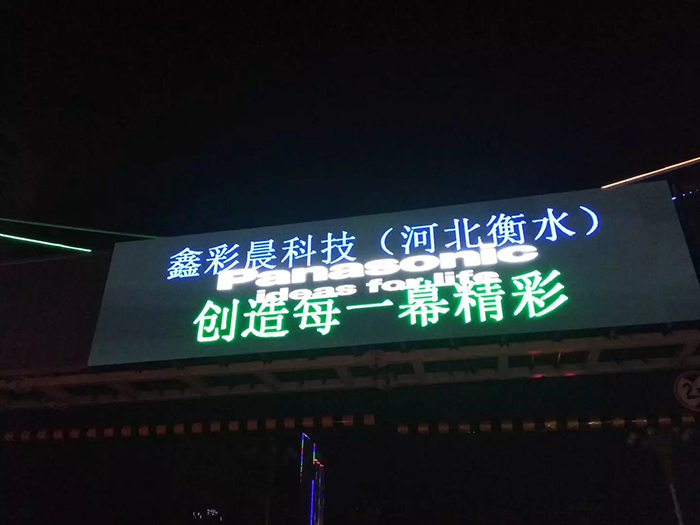 鑫彩晨科技（河北衡水）
Panasonic
ideas for life
创造每一幕精彩